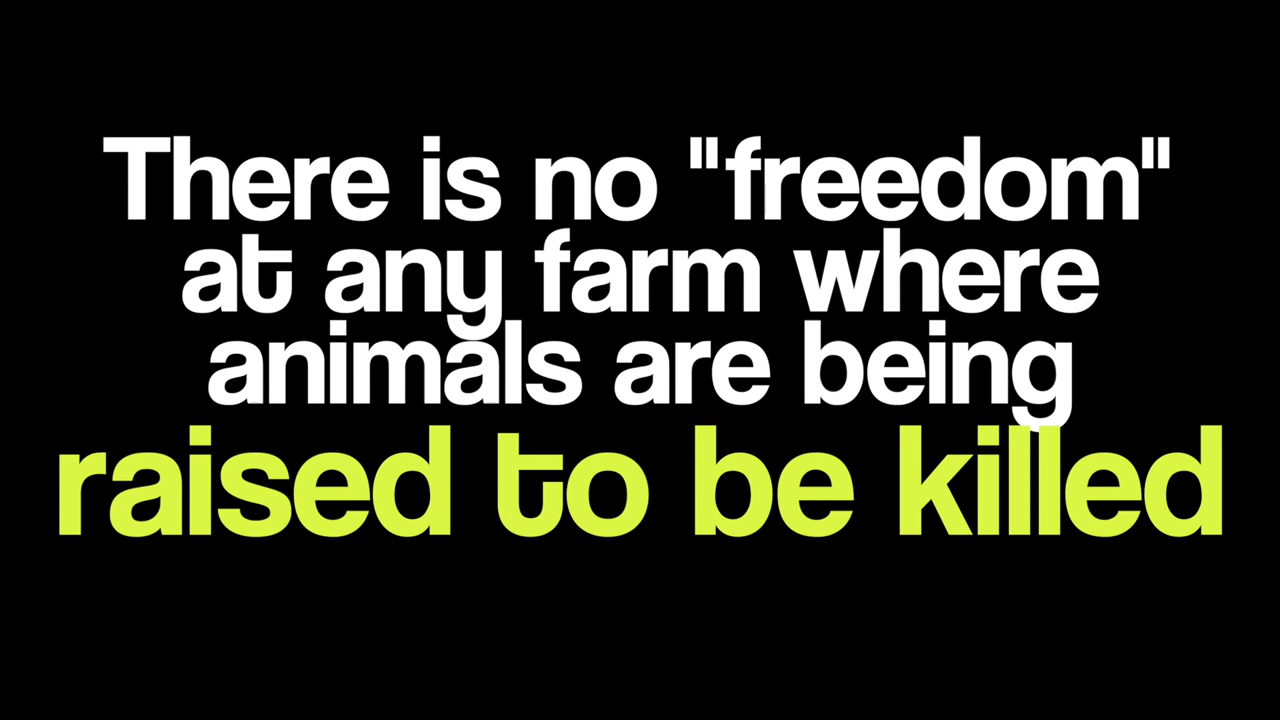 There is no "freedom"
at any farm where
animals are being
raised to be killed